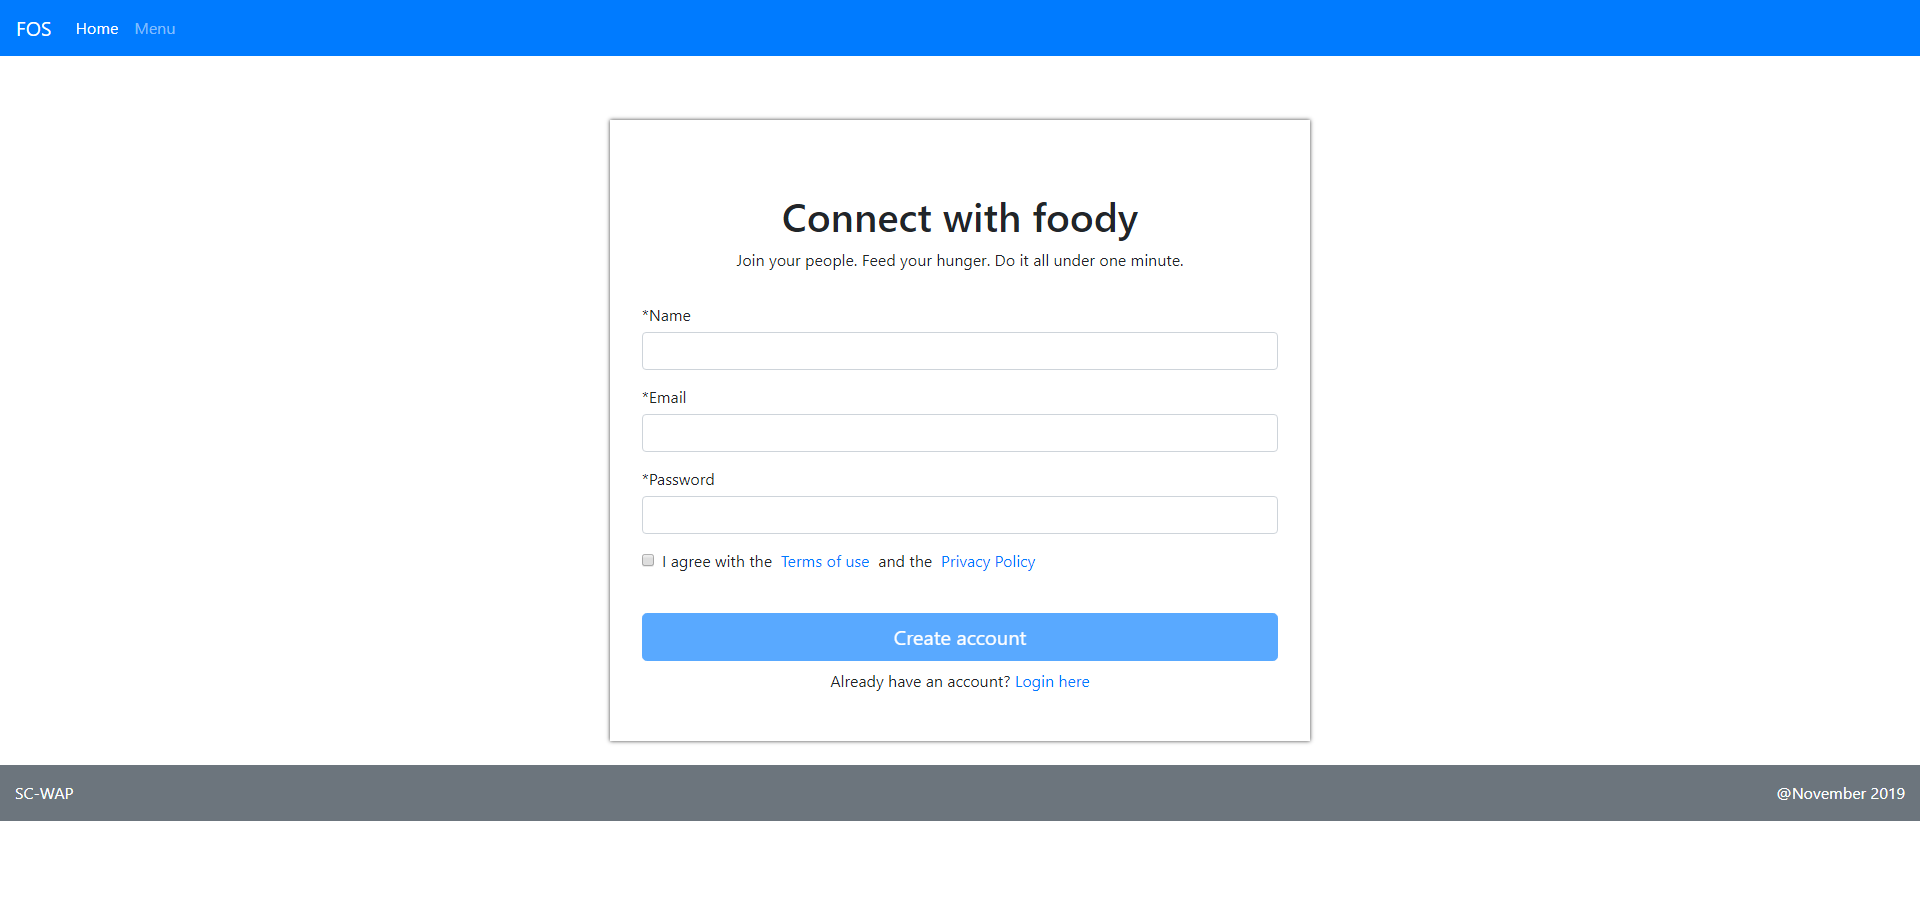 FOS Home Menu
Connect with foody
Join your people. Feed your hunger. Do it all under one minute.
*Name
*Email
*Password
I agree with the Terms of use and the Privacy Policy
Create account
Already have an account? Login here
SC-WAP @November 2019